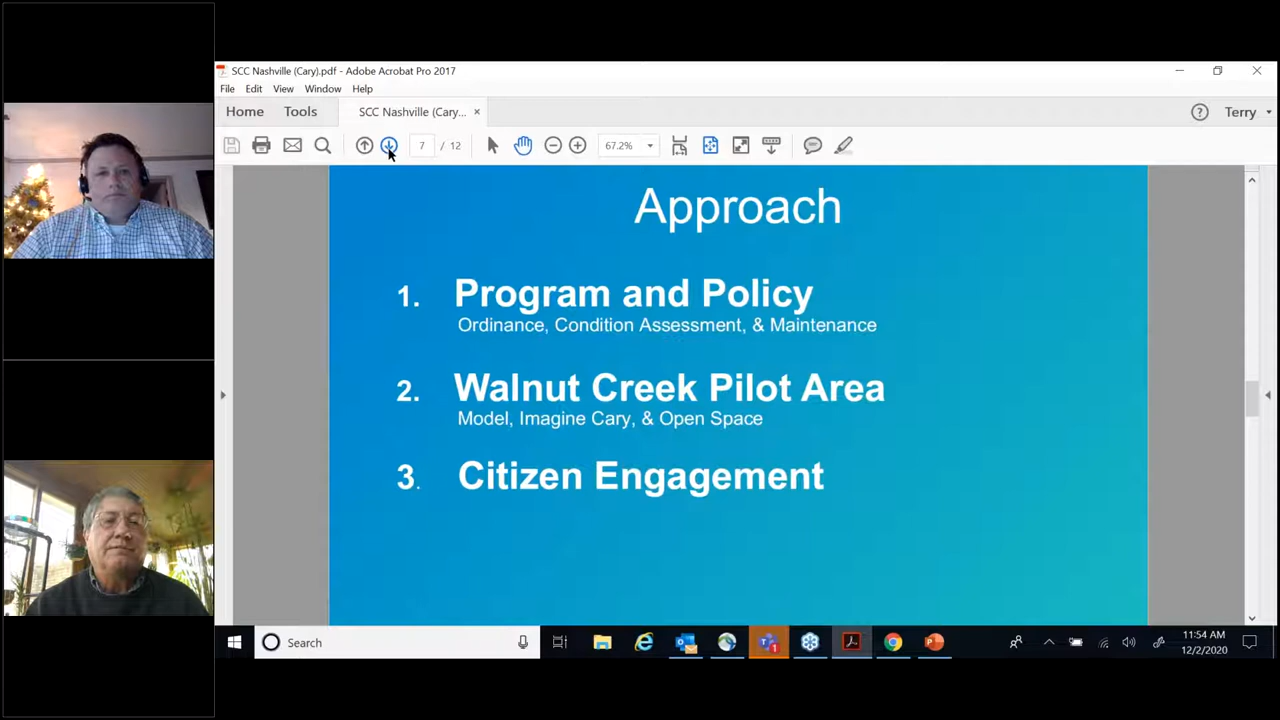 SCC Nashville (Cary).pdf - Adobe Acrobat Pro 2017
File Edit View Window Help
Home Tools SCC Nashville (Cary... × Terry
7 / 12 67.2%
Approach
1. Program and Policy
Ordinance, Condition Assessment, & Maintenance
2. Walnut Creek Pilot Area
Model, Imagine Cary, & Open Space
3. Citizen Engagement
Search
1
11:54 AM
12/2/2020